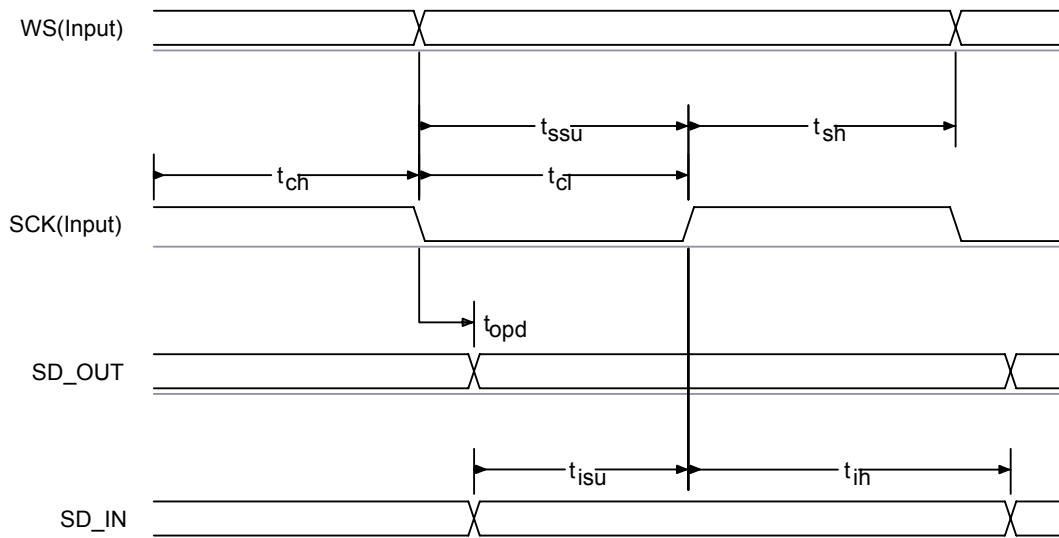 WS(Input)
tssu
tsh
tch
tcl
SCK(Input)
topd
SD_OUT
tisu
tih
SD_IN